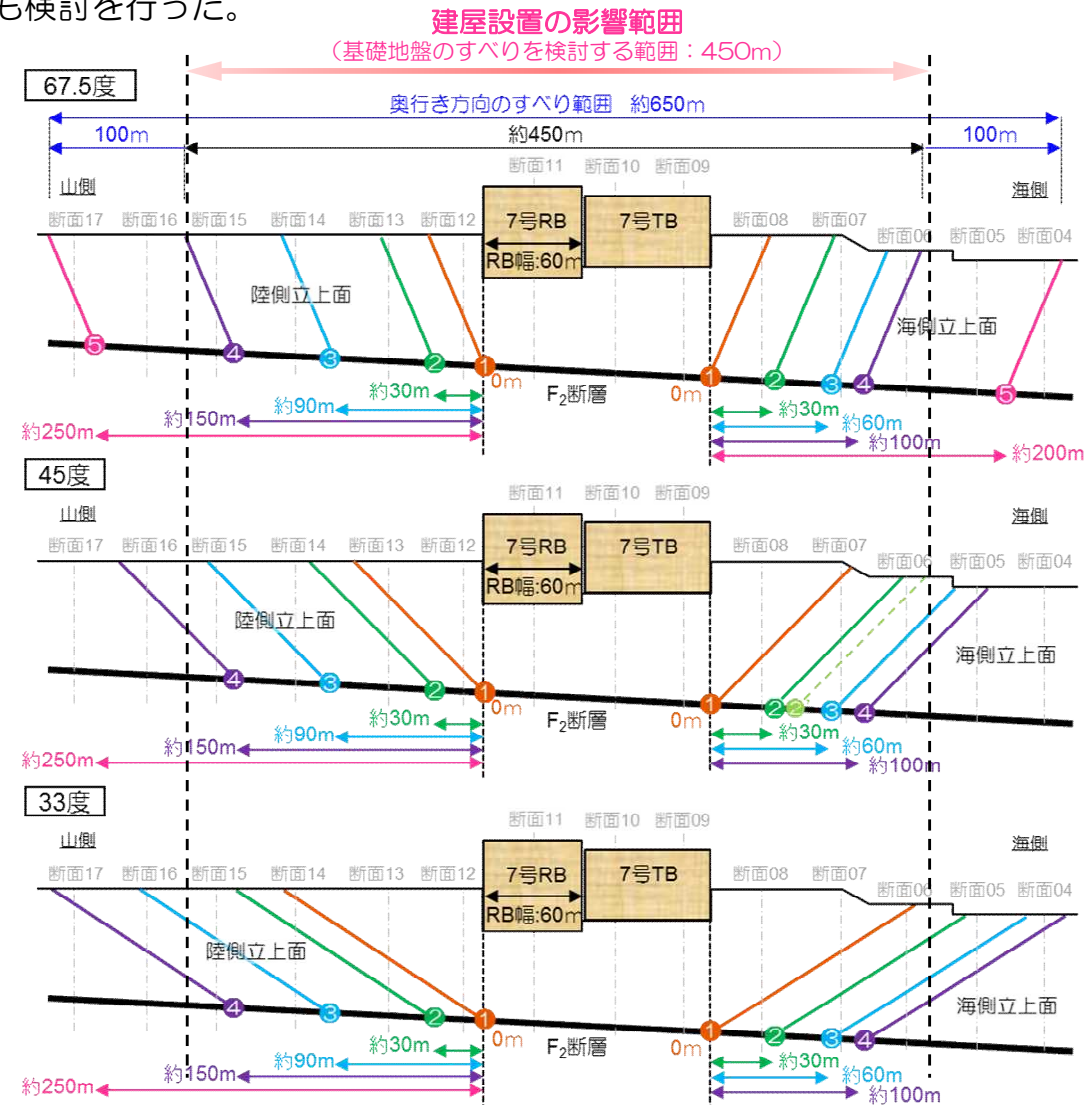 も検討を行った。
建屋設置の影響範囲
（基礎地盤のすべりを検討する範囲：450m）
67.5度
奥行き方向のすべり範囲 約650m
100m
約450m
100m
断面11 断面10 断面09
山側
海側
断面17 断面16 断面15 断面14 断面13 断面12
7号RB
7号TB
断面08 断面07 断面06 断面05 断面04
RB幅:60m
陸側立上面
海側立上面
⑤ ④ ③ ② ① ① ② ③ ④ ⑤
0m
F2断層
0m
約30m
約30m
約90m
約60m
約150m
約100m
約250m
約200m
45度
断面11 断面10 断面09
山側
海側
断面17 断面16 断面15 断面14 断面13 断面12
7号RB
7号TB
断面08 断面07 断面06 断面05 断面04
RB幅:60m
陸側立上面
海側立上面
④ ③ ② ① ① ② ② ③ ④
0m
F2断層
0m
約30m
約30m
約90m
約60m
約150m
約100m
約250m
33度
断面11 断面10 断面09
山側
海側
断面17 断面16 断面15 断面14 断面13 断面12
7号RB
7号TB
断面08 断面07 断面06 断面05 断面04
RB幅:60m
陸側立上面
海側立上面
④ ③ ② ① ① ② ③ ④
0m
F2断層
0m
約30m
約30m
約90m
約60m
約150m
約100m
約250m